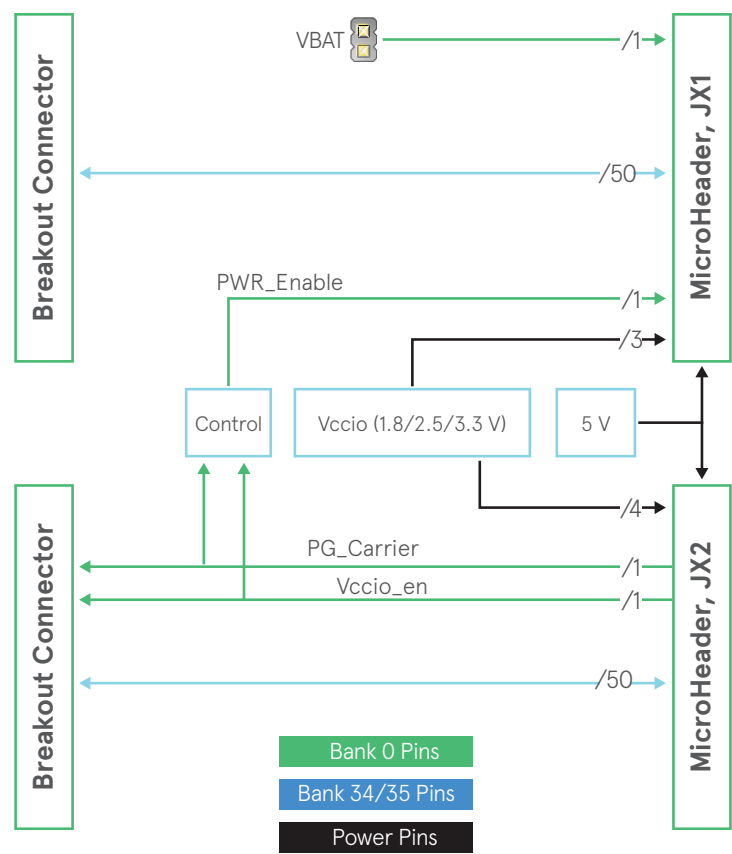 VBAT
/1
Breakout Connector
MicroHeader, JX1
/50
PWR_Enable
/1
/3
Control
Vccio (1.8/2.5/3.3 V)
5 V
/4
Breakout Connector
MicroHeader, JX2
PG_Carrier
/1
Vccio_en
/1
/50
Bank 0 Pins
Bank 34/35 Pins
Power Pins